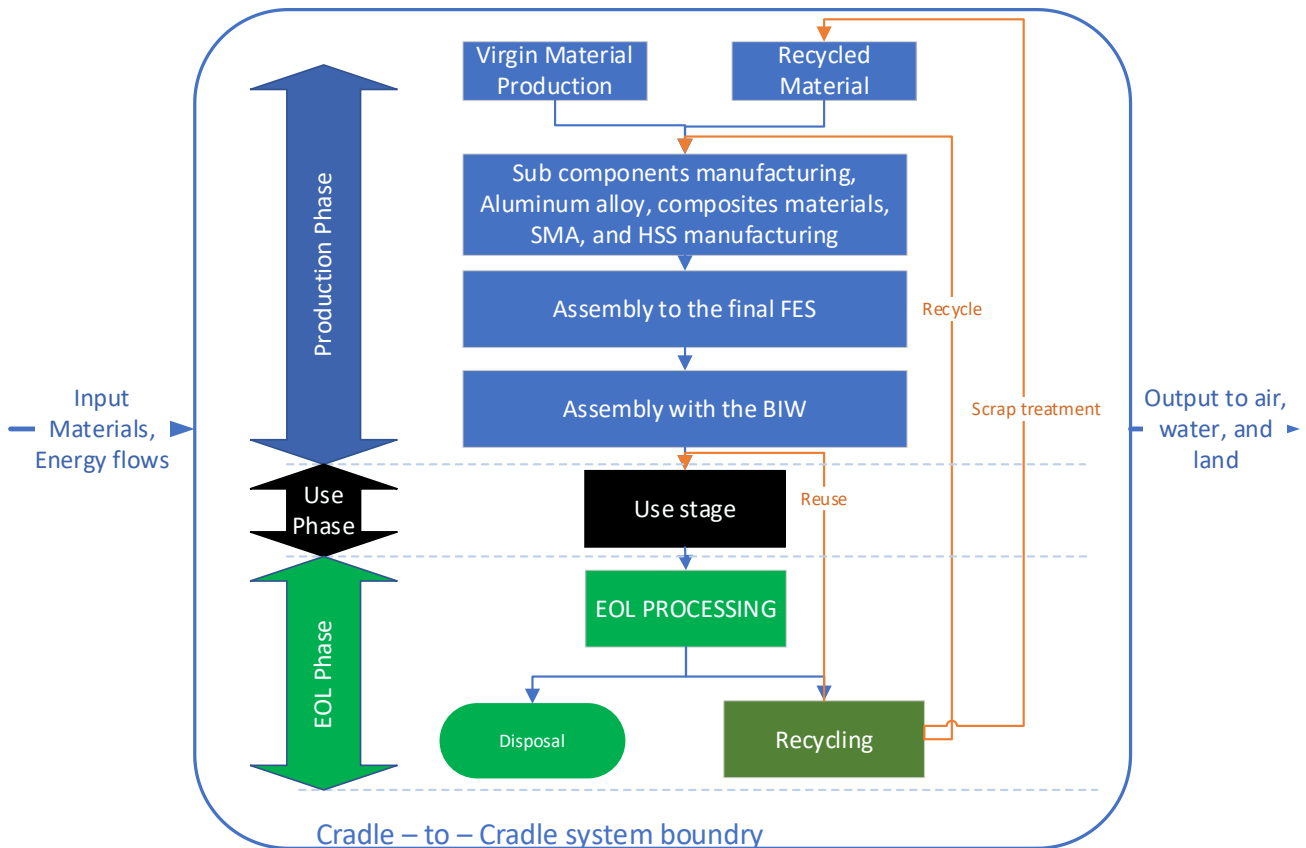 Virgin Material
Production
Recycled
Material
Sub components manufacturing,
Aluminum alloy, composites materials,
SMA, and HSS manufacturing
Production Phase
Assembly to the final FES
Recycle
Input
Materials,
Energy flows
Assembly with the BIW
Scrap treatment
Output to air,
water, and
land
Use
Phase
Use stage
Reuse
EOL Phase
EOL PROCESSING
Disposal
Recycling
Cradle – to – Cradle system boundry